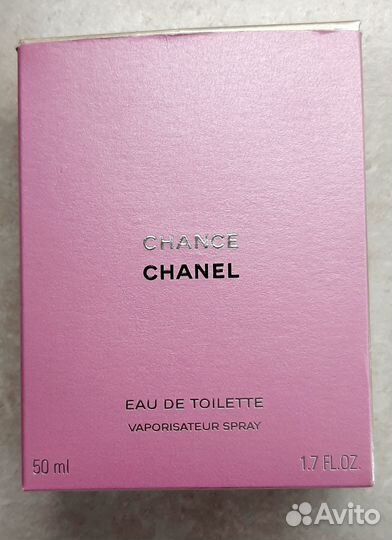 CHANCE
CHANEL
EAU DE TOILETTE
VAPORISATEUR SPRAY
50 ml 1.7 FL.OZ.
Avito